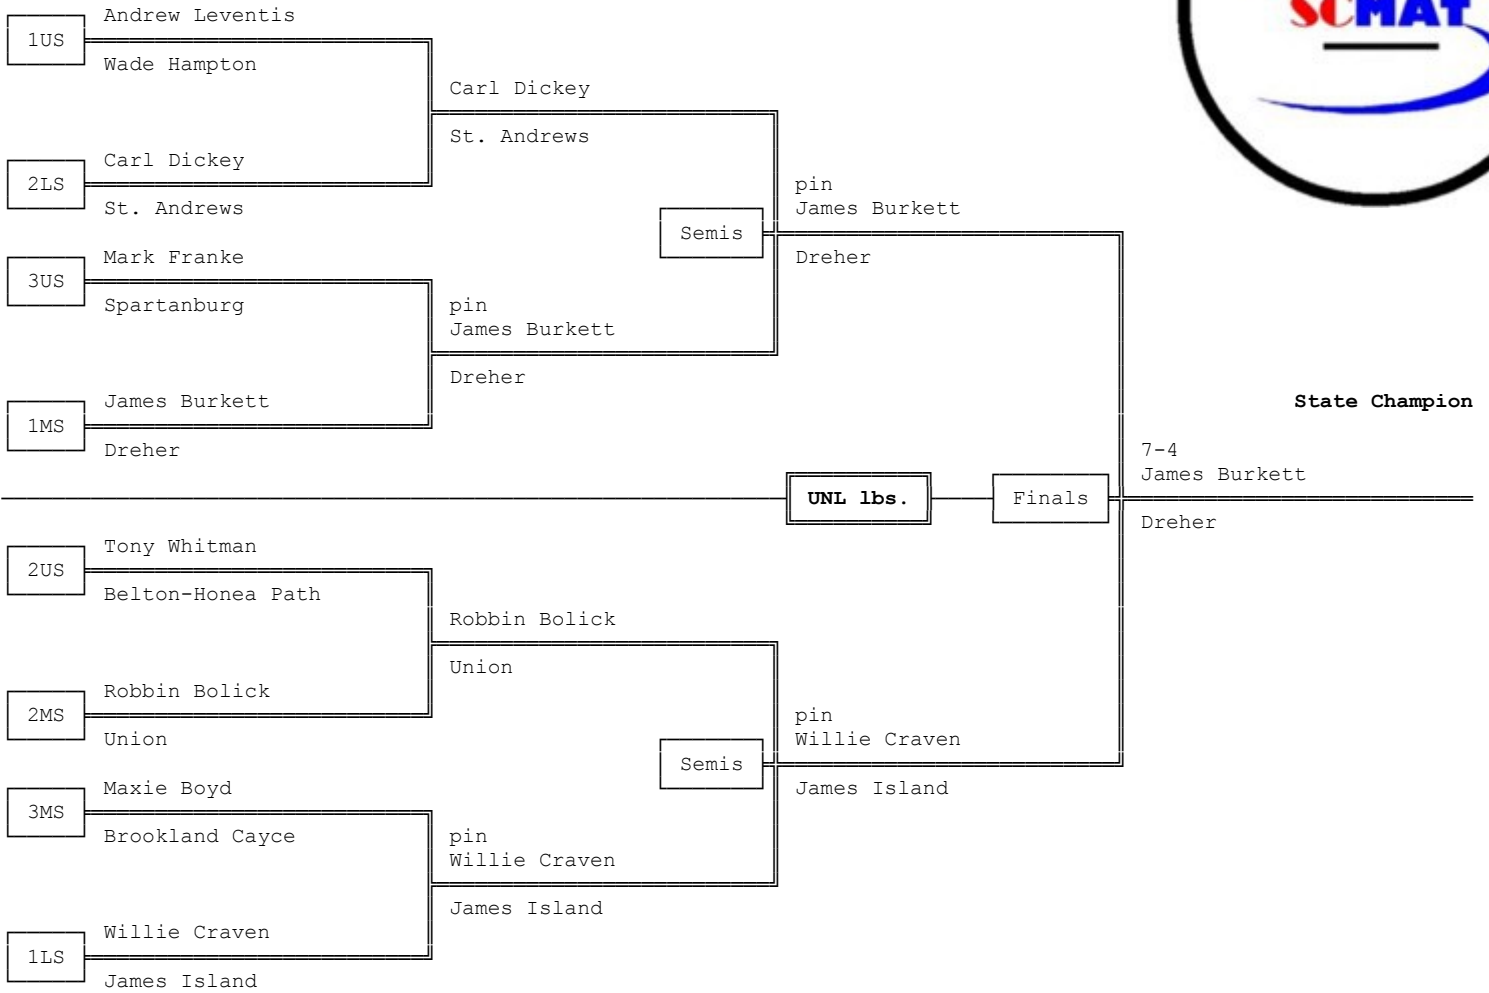 SCMAT
Andrew Leventis
1US
Wade Hampton
Carl Dickey
St. Andrews
Carl Dickey
2LS
St. Andrews
pin
James Burkett
Semis
Dreher
Mark Franke
3US
Spartanburg
pin
James Burkett
Dreher
James Burkett
1MS
Dreher
State Champion
7-4
James Burkett
UNL lbs.
Finals
Dreher
Tony Whitman
2US
Belton-Honea Path
Robbin Bolick
Union
Robbin Bolick
2MS
Union
pin
Willie Craven
Semis
James Island
Maxie Boyd
3MS
Brookland Cayce
pin
Willie Craven
James Island
Willie Craven
1LS
James Island